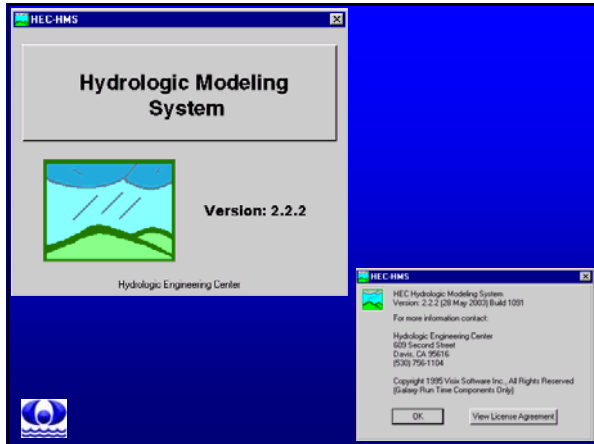 HEC-HMS
Hydrologic Modeling
System
Version: 2.2.2
Hydrologic Engineering Center
HEC-HMS
HEC Hydrologic Modeling System
Version: 2.2.2 (28 May 2003) Build 1091
For more information contact:
Hydrologic Engineering Center
609 Second Street
Davis, CA 95616
(530) 756-1104
Copyright 1995 Visix Software Inc., All Rights Reserved
(Galaxy Run Time Components Only)
OK
View License Agreement